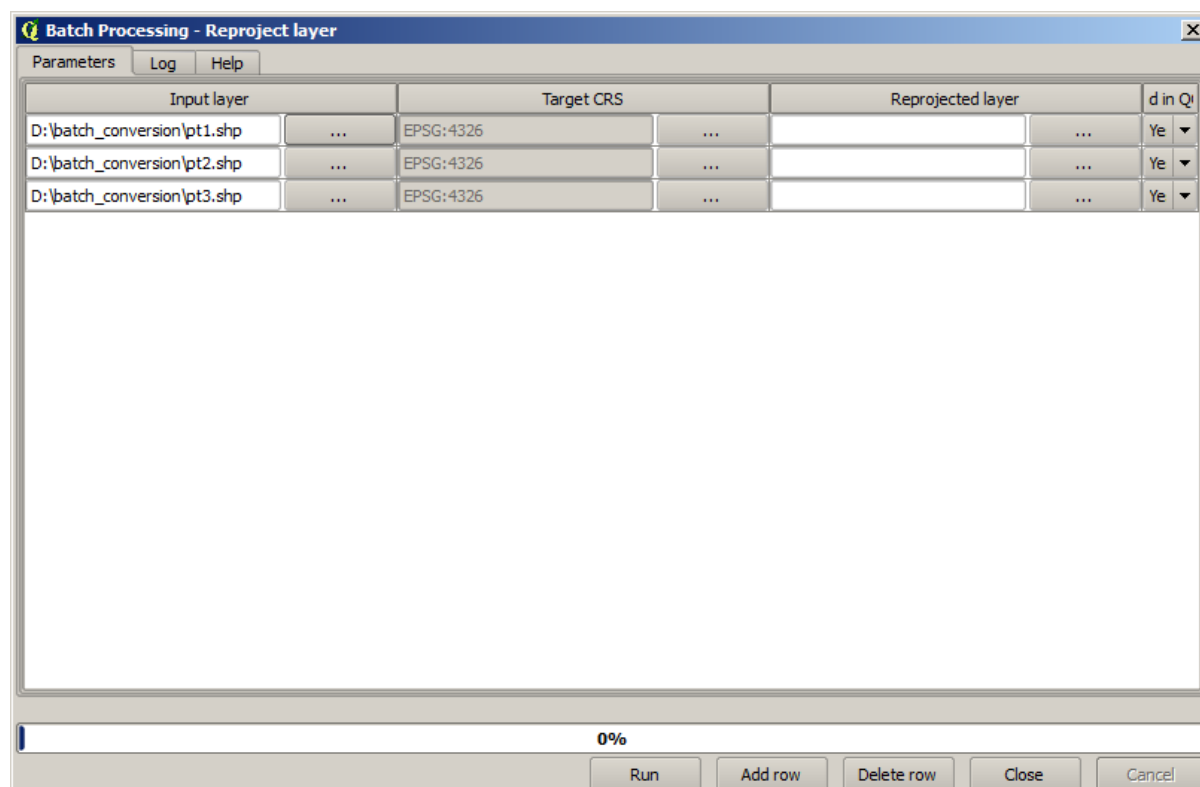 Batch Processing - Reproject layer
Parameters Log Help
Input layer Target CRS Reprojected layer d in Q
D:\batch_conversion\pt1.shp ... EPSG:4326 ... ... Ye
D:\batch_conversion\pt2.shp ... EPSG:4326 ... ... Ye
D:\batch_conversion\pt3.shp ... EPSG:4326 ... ... Ye
0%
Run Add row Delete row Close Cancel